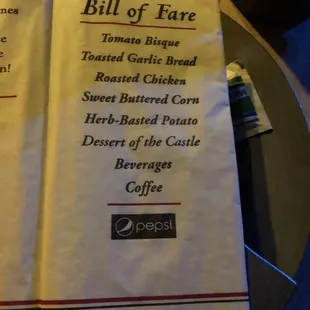 mes
Bill of Fare
Tomato Bisque
Toasted Garlic Bread
Roasted Chicken
Sweet Buttered Corn
Herb-Basted Potato
Dessert of the Castle
Beverages
Coffee
pepsi